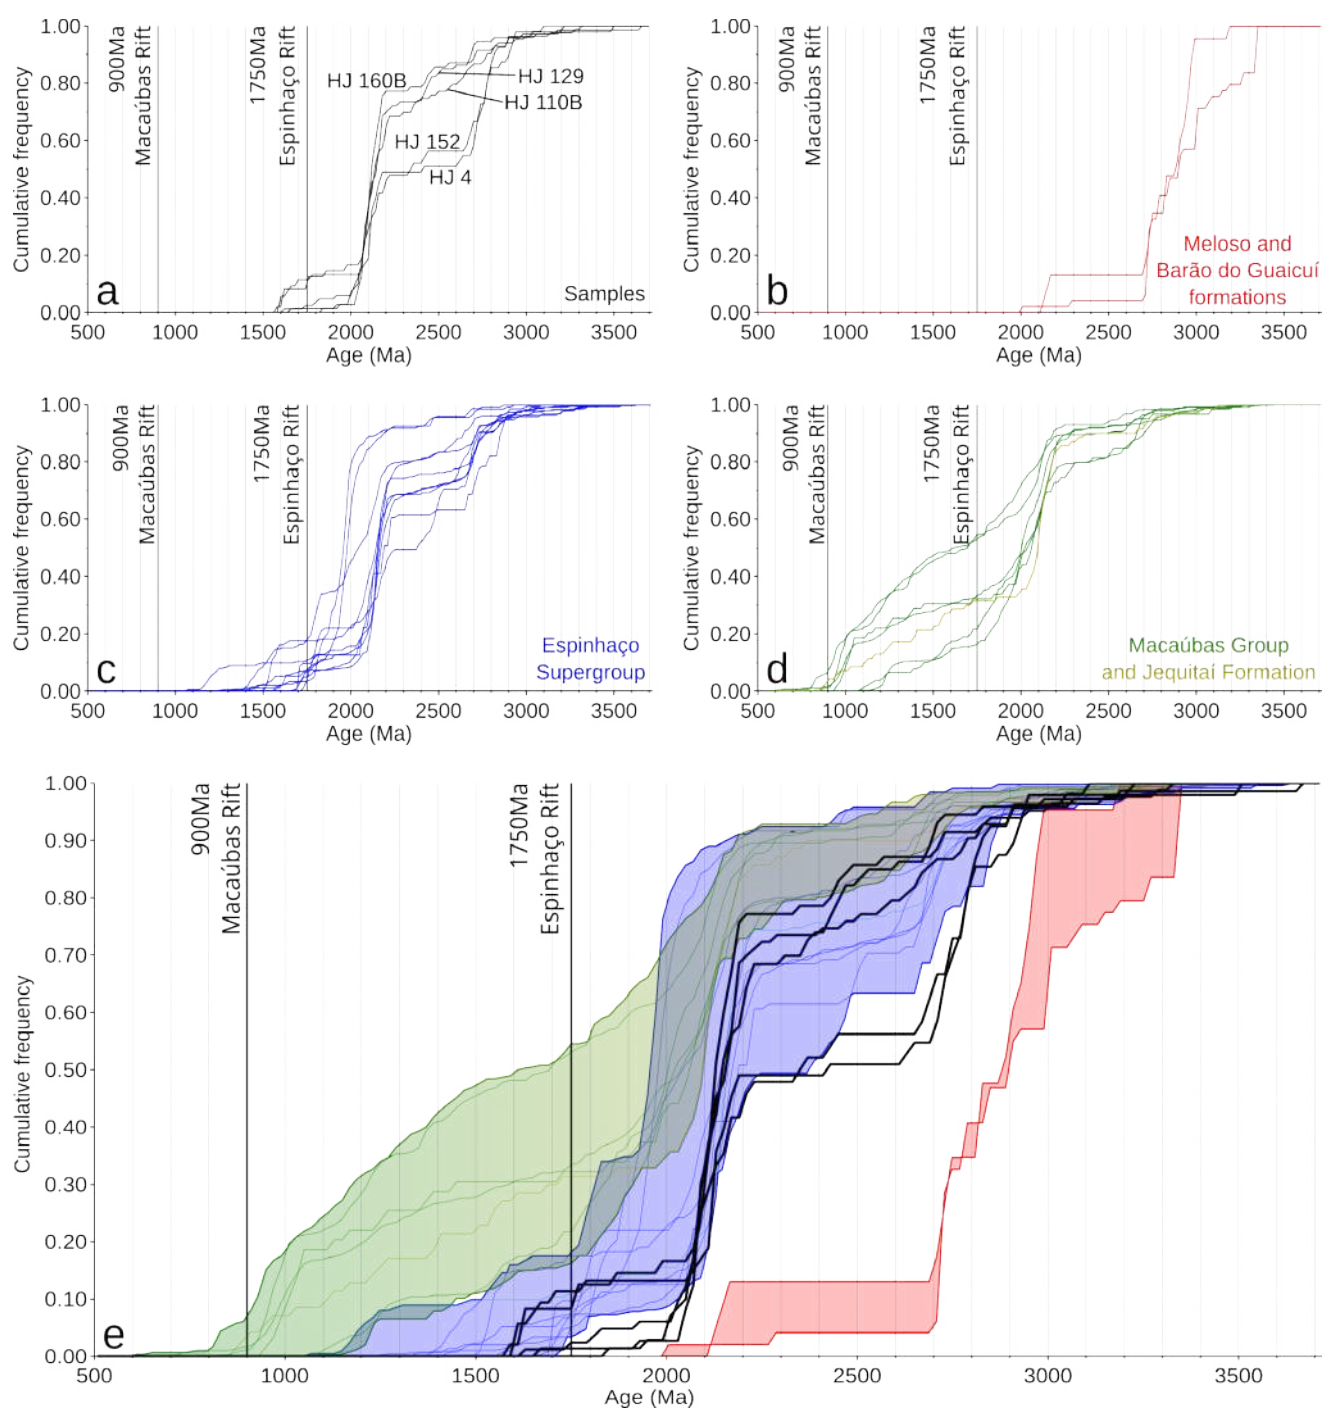 1.00
0.80
0.60
0.40
0.20
0.00
Cumulative frequency
900Ma
Macaúbas Rift
1750Ma
Espinhaço Rift
HJ 160B
HJ 129
HJ 110B
HJ 152
HJ 4
a
Samples
500 1000 1500 2000 2500 3000 3500
Age (Ma)
1.00
0.80
0.60
0.40
0.20
0.00
Cumulative frequency
900Ma
Macaúbas Rift
1750Ma
Espinhaço Rift
b
Meloso and
Barão do Guaicuí
formations
500 1000 1500 2000 2500 3000 3500
Age (Ma)
1.00
0.80
0.60
0.40
0.20
0.00
Cumulative frequency
900Ma
Macaúbas Rift
1750Ma
Espinhaço Rift
c
Espinhaço
Supergroup
500 1000 1500 2000 2500 3000 3500
Age (Ma)
1.00
0.80
0.60
0.40
0.20
0.00
Cumulative frequency
900Ma
Macaúbas Rift
1750Ma
Espinhaço Rift
d
Macaúbas Group
and Jequitaí Formation
500 1000 1500 2000 2500 3000 3500
Age (Ma)
1.00
0.90
0.80
0.70
0.60
0.50
0.40
0.30
0.20
0.10
0.00
Cumulative frequency
900Ma
Macaúbas Rift
1750Ma
Espinhaço Rift
e
500 1000 1500 2000 2500 3000 3500
Age (Ma)